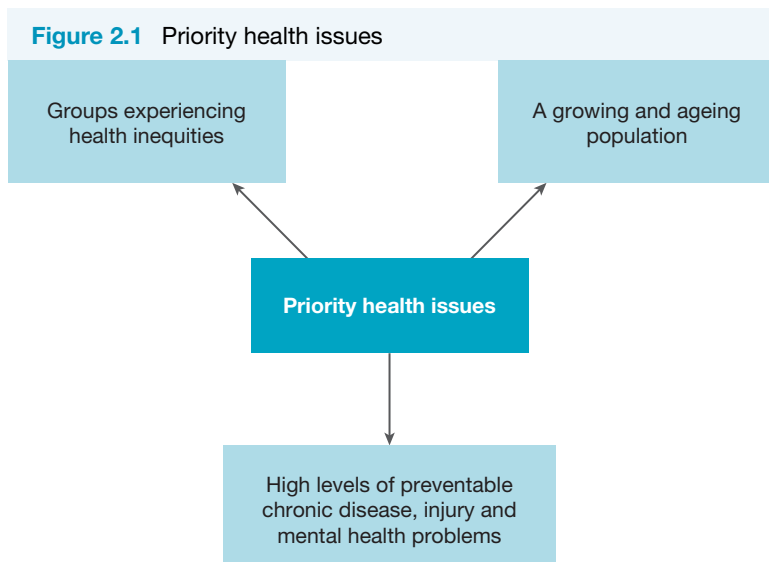 Figure 2.1 Priority health issues
Groups experiencing
health inequities
A growing and ageing
population
Priority health issues
High levels of preventable
chronic disease, injury and
mental health problems